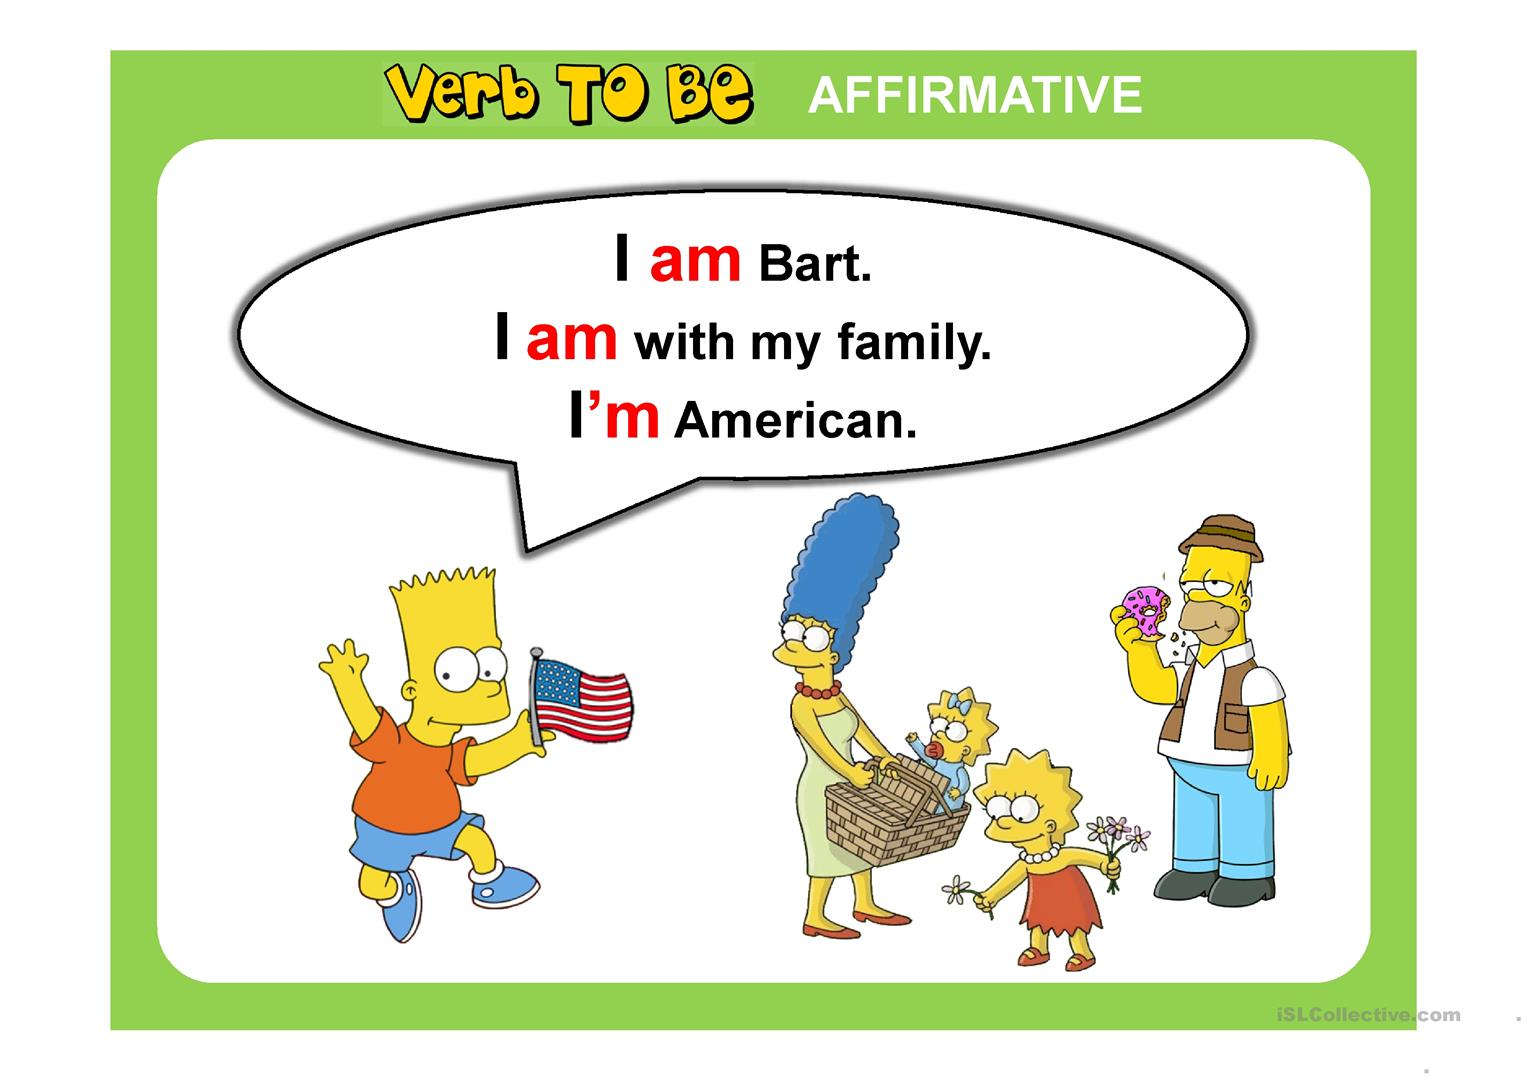 Verb TO BE AFFIRMATIVE
I am Bart.
I am with my family.
I’m American.
iSLCollective.com